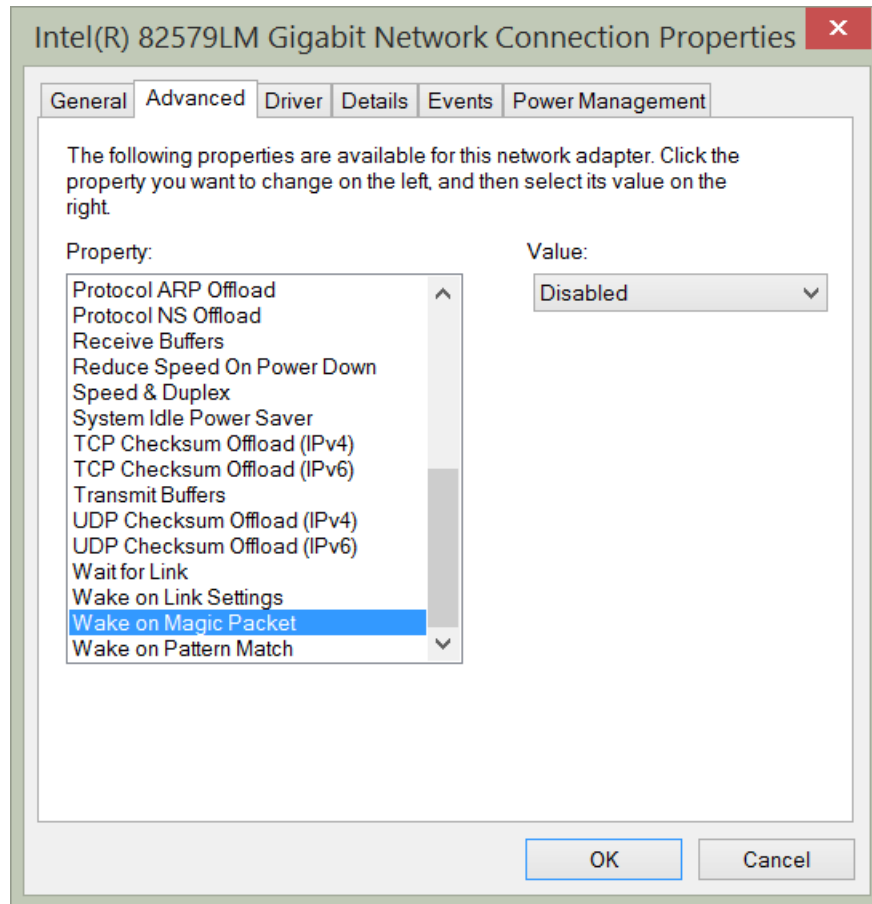 Intel(R) 82579LM Gigabit Network Connection Properties
General Advanced Driver Details Events Power Management
The following properties are available for this network adapter. Click the
property you want to change on the left, and then select its value on the
right.
Property:
Value:
Protocol ARP Offload
Protocol NS Offload
Receive Buffers
Reduce Speed On Power Down
Speed & Duplex
System Idle Power Saver
TCP Checksum Offload (IPv4)
TCP Checksum Offload (IPv6)
Transmit Buffers
UDP Checksum Offload (IPv4)
UDP Checksum Offload (IPv6)
Wait for Link
Wake on Link Settings
Wake on Magic Packet
Wake on Pattern Match
Disabled
OK
Cancel